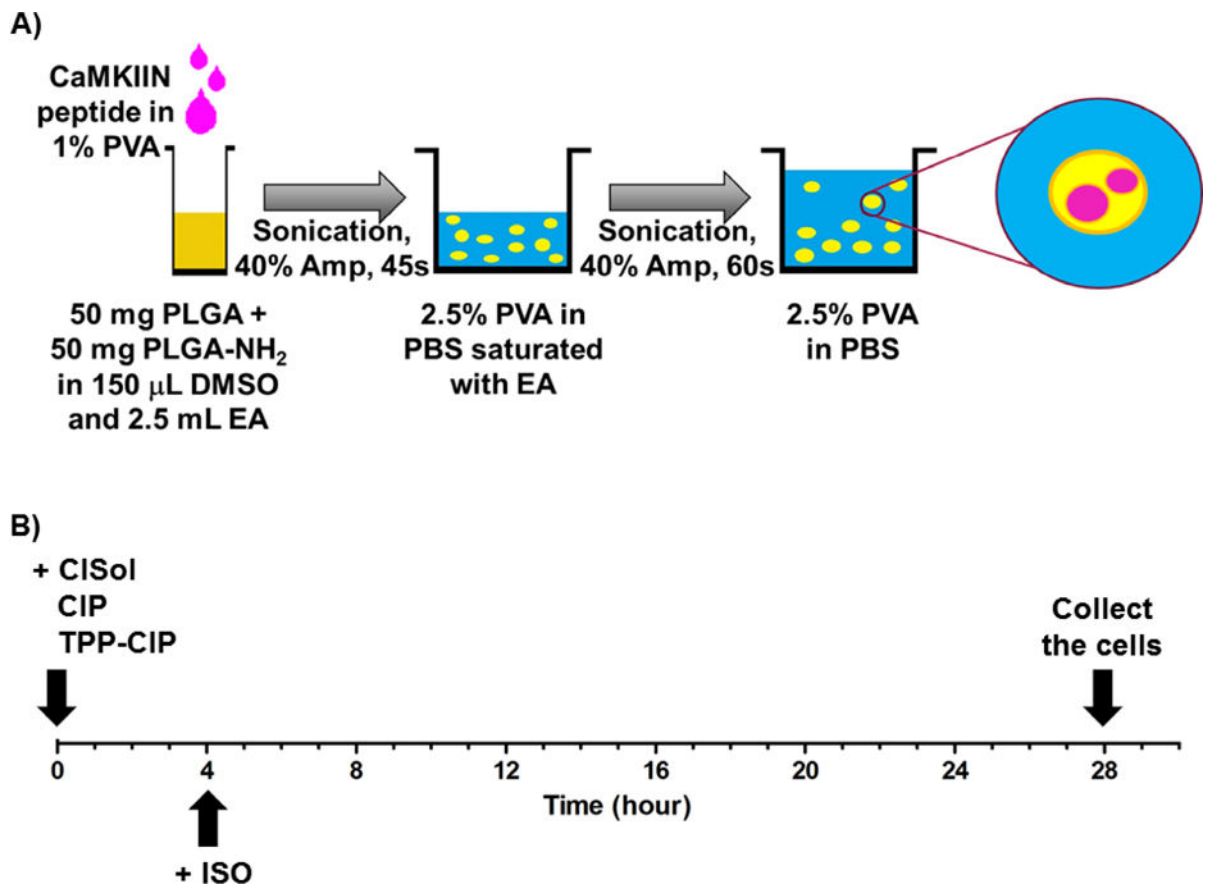 A)
CaMKIIN
peptide in
1% PVA
Sonication,
40% Amp, 45s
Sonication,
40% Amp, 60s
50 mg PLGA +
50 mg PLGA-NH₂
in 150 μL DMSO
and 2.5 mL EA
2.5% PVA in
PBS saturated
with EA
2.5% PVA
in PBS
B)
+ CISol
CIP
TPP-CIP
Collect
the cells
0 4 8 12 16 20 24 28
Time (hour)
+ ISO